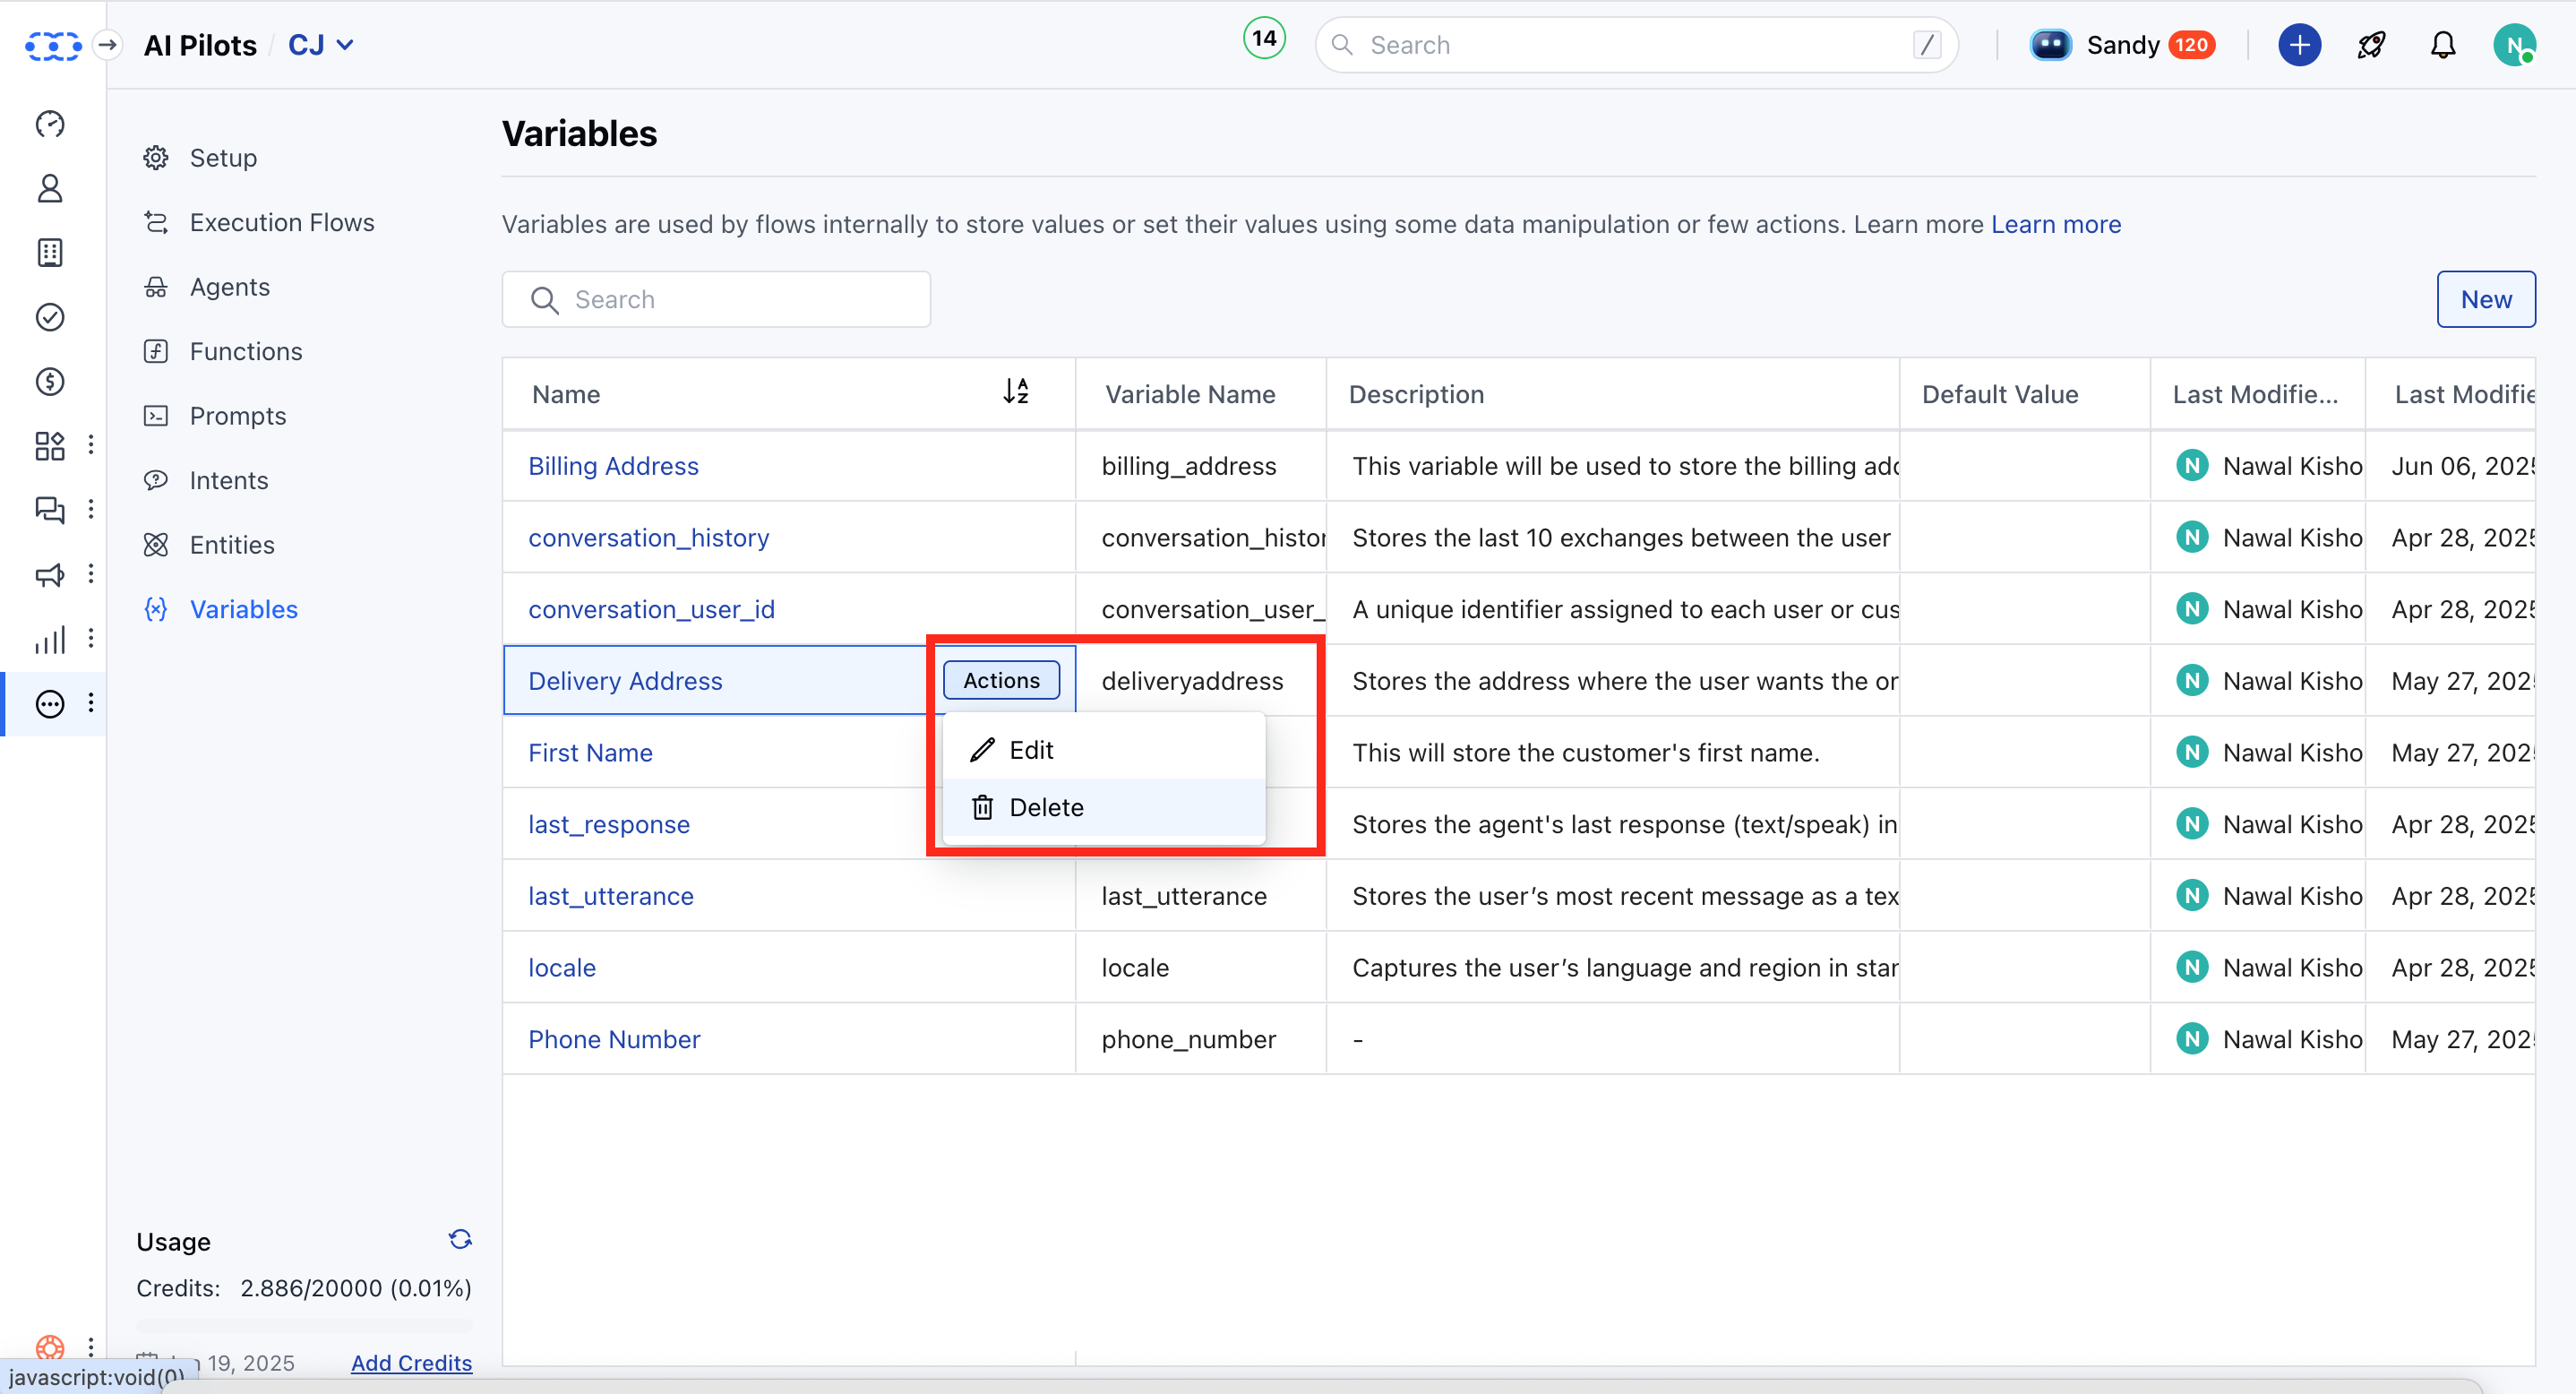 AI Pilots / CJ
14
Search /
Sandy 120
N
Setup
Execution Flows
Agents
Functions
Prompts
Intents
Entities
Variables
Variables
Variables are used by flows internally to store values or set their values using some data manipulation or few actions. Learn more Learn more
Search
New
Name Variable Name Description Default Value Last Modifie... Last Modifie
Billing Address billing_address This variable will be used to store the billing add N Nawal Kisho Jun 06, 2025
conversation_history conversation_histor Stores the last 10 exchanges between the user N Nawal Kisho Apr 28, 2025
conversation_user_id conversation_user_ A unique identifier assigned to each user or cus N Nawal Kisho Apr 28, 2025
Delivery Address Actions deliveryaddress Stores the address where the user wants the or N Nawal Kisho May 27, 2025
Edit
First Name This will store the customer's first name. N Nawal Kisho May 27, 2025
Delete
last_response Stores the agent's last response (text/speak) in N Nawal Kisho Apr 28, 2025
last_utterance last_utterance Stores the user’s most recent message as a tex N Nawal Kisho Apr 28, 2025
locale locale Captures the user’s language and region in star N Nawal Kisho Apr 28, 2025
Phone Number phone_number - N Nawal Kisho May 27, 2025
Usage
Credits: 2.886/20000 (0.01%)
19, 2025 Add Credits
javascript:void(0)